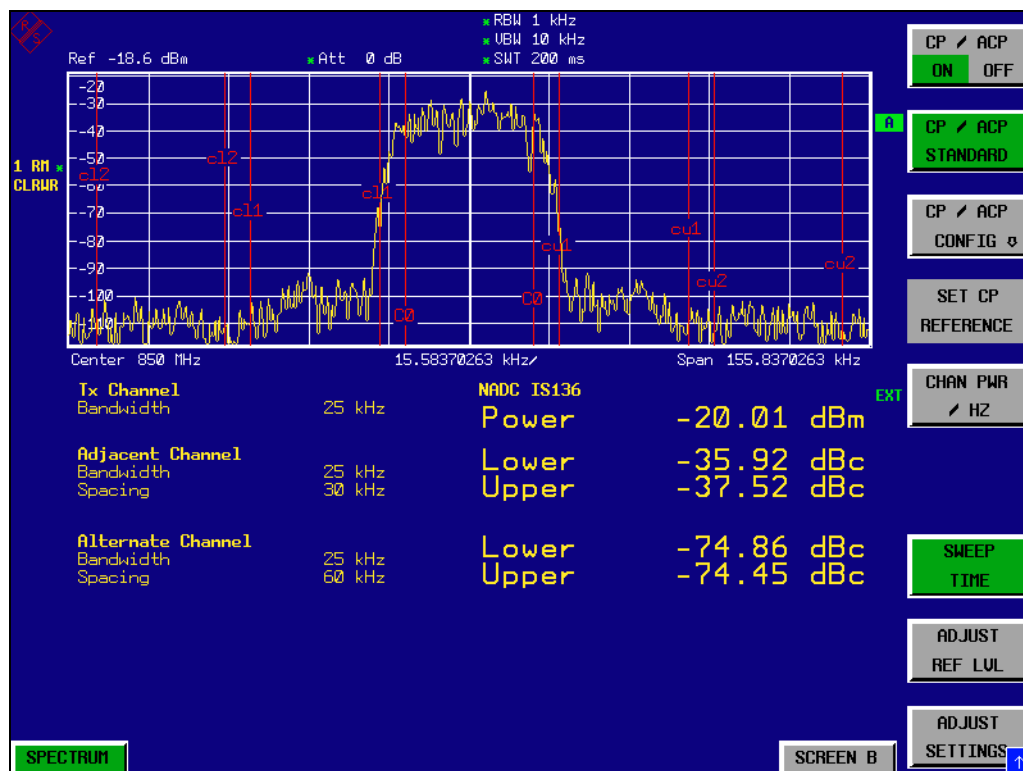 R S
*RBW 1 kHz
*VBW 10 kHz
Ref -18.6 dBm *Att 0 dB *SWT 200 ms
-20
-30
-40
-50
-60
-70
-80
-90
-100
-110
1 RM *
CLRWR
A
cl2
cl2
cl1
cl1
C0
C0
cu1
cu1
cu2
cu2
Center 850 MHz 15.58370263 kHz/ Span 155.8370263 kHz
EXT
Tx Channel NADC IS136
Bandwidth 25 kHz Power -20.01 dBm
Adjacent Channel Lower -35.92 dBc
Bandwidth 25 kHz
Spacing 30 kHz Upper -37.52 dBc
Alternate Channel Lower -74.86 dBc
Bandwidth 25 kHz
Spacing 60 kHz Upper -74.45 dBc
CP / ACP
ON OFF
CP / ACP
STANDARD
CP / ACP
CONFIG
SET CP
REFERENCE
CHAN PWR
/ HZ
SWEEP
TIME
ADJUST
REF LVL
ADJUST
SETTINGS
SPECTRUM SCREEN B